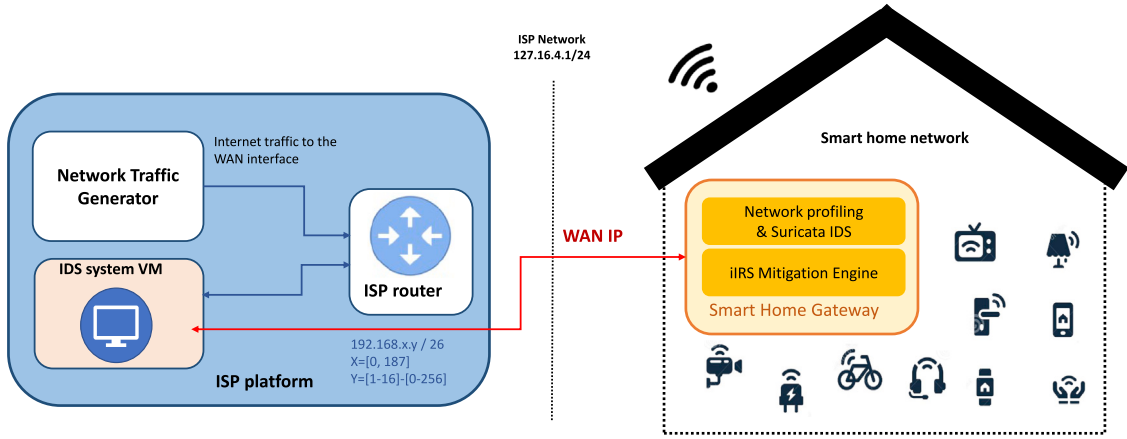 ISP Network
127.16.4.1/24
Internet traffic to the
WAN interface
Network Traffic
Generator
IDS system VM
ISP router
192.168.x.y / 26
X=[0, 187]
Y=[1-16]-[0-256]
ISP platform
WAN IP
Smart home network
Network profiling
& Suricata IDS
iIRS Mitigation Engine
Smart Home Gateway